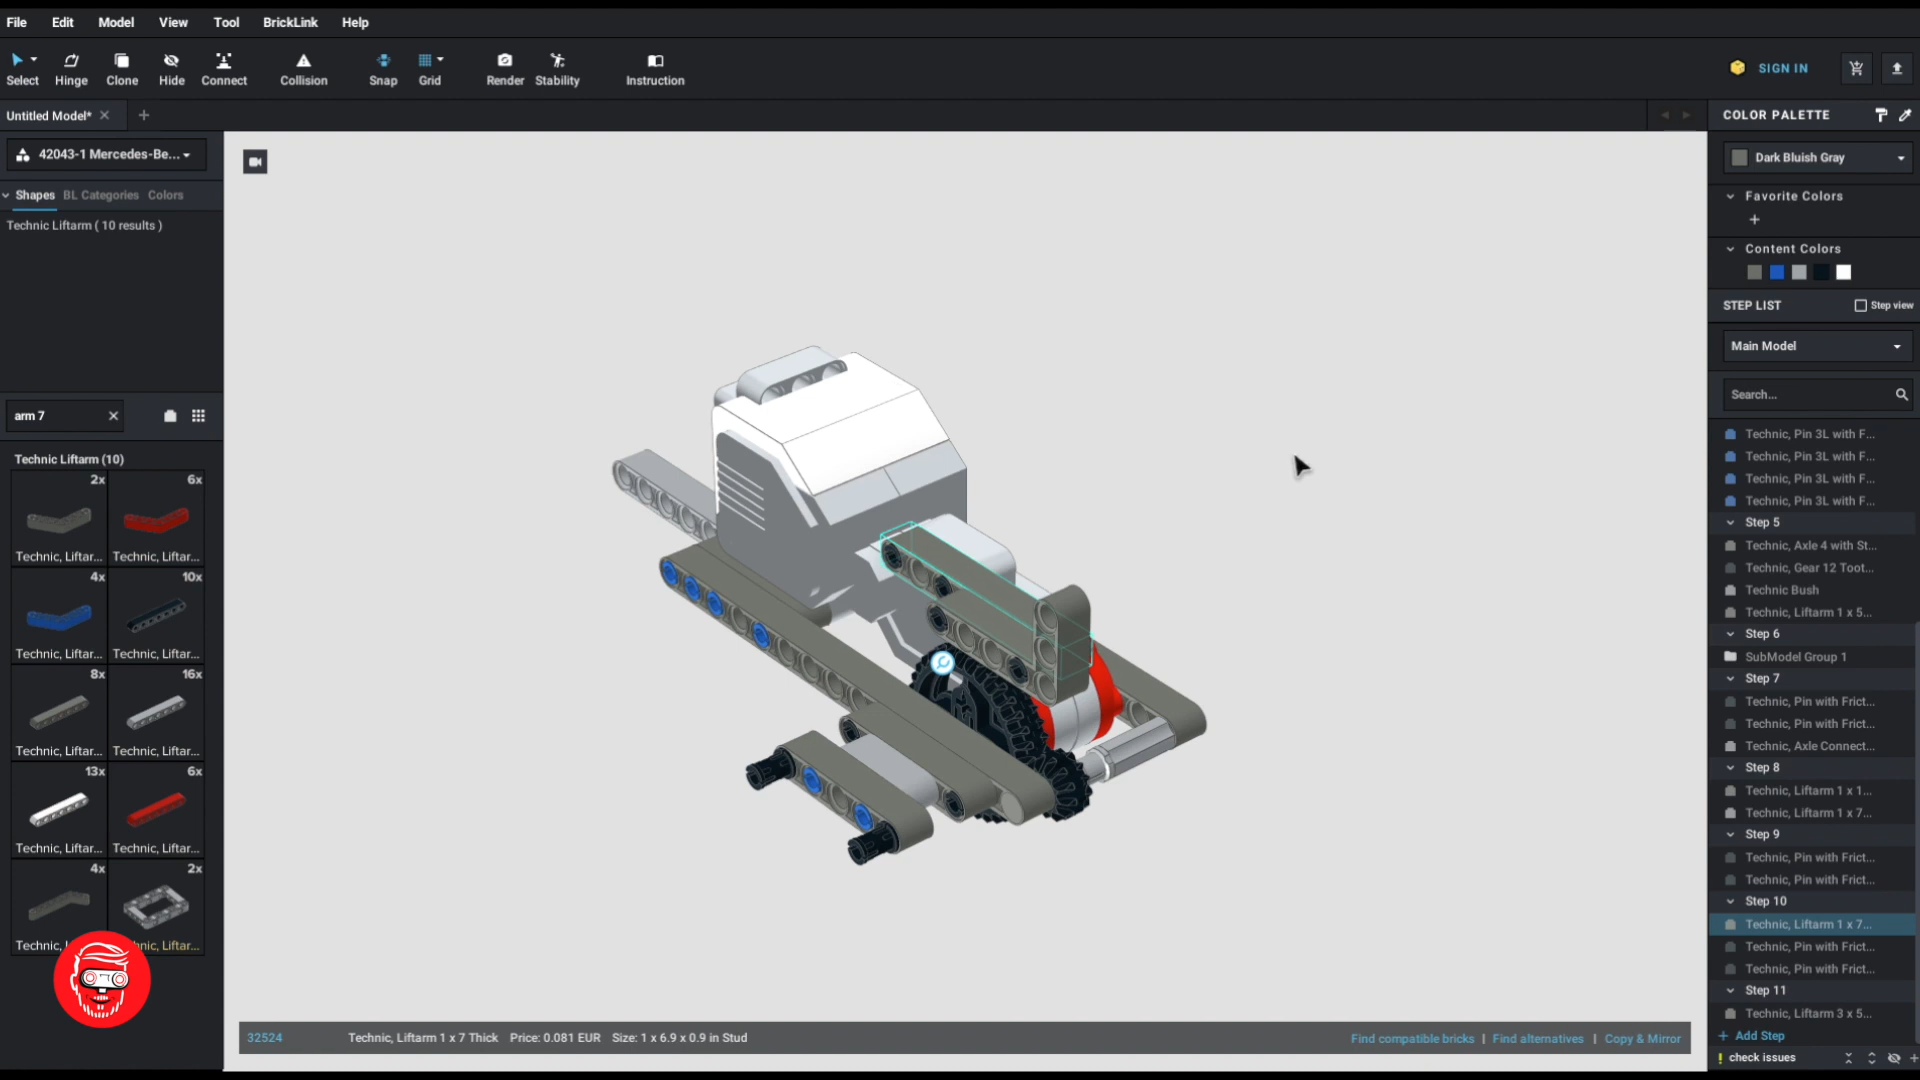 File Edit Model View Tool BrickLink Help
Select Hinge Clone Hide Connect Collision Snap Grid Render Stability Instruction
SIGN IN
Untitled Model*
42043-1 Mercedes-Be...
Shapes BL Categories Colors
Technic Liftarm ( 10 results )
arm 7
Technic Liftarm (10)
2x 6x
Technic, Liftar... Technic, Liftar...
4x 10x
Technic, Liftar... Technic, Liftar...
8x 16x
Technic, Liftar... Technic, Liftar...
13x 6x
Technic, Liftar... Technic, Liftar...
4x 2x
32524 Technic, Liftarm 1 x 7 Thick Price: 0.081 EUR Size: 1 x 6.9 x 0.9 in Stud
Find compatible bricks | Find alternatives | Copy & Mirror
COLOR PALETTE
Dark Bluish Gray
Favorite Colors
Content Colors
STEP LIST Step view
Main Model
Search...
Technic, Pin 3L with F...
Technic, Pin 3L with F...
Technic, Pin 3L with F...
Technic, Pin 3L with F...
Step 5
Technic, Axle 4 with St...
Technic, Gear 12 Toot...
Technic Bush
Technic, Liftarm 1 x 5...
Step 6
SubModel Group 1
Step 7
Technic, Pin with Frict...
Technic, Pin with Frict...
Technic, Axle Connect...
Step 8
Technic, Liftarm 1 x 1...
Technic, Liftarm 1 x 7...
Step 9
Technic, Pin with Frict...
Technic, Pin with Frict...
Step 10
Technic, Liftarm 1 x 7...
Technic, Pin with Frict...
Technic, Pin with Frict...
Step 11
Technic, Liftarm 3 x 5...
+ Add Step
! check issues